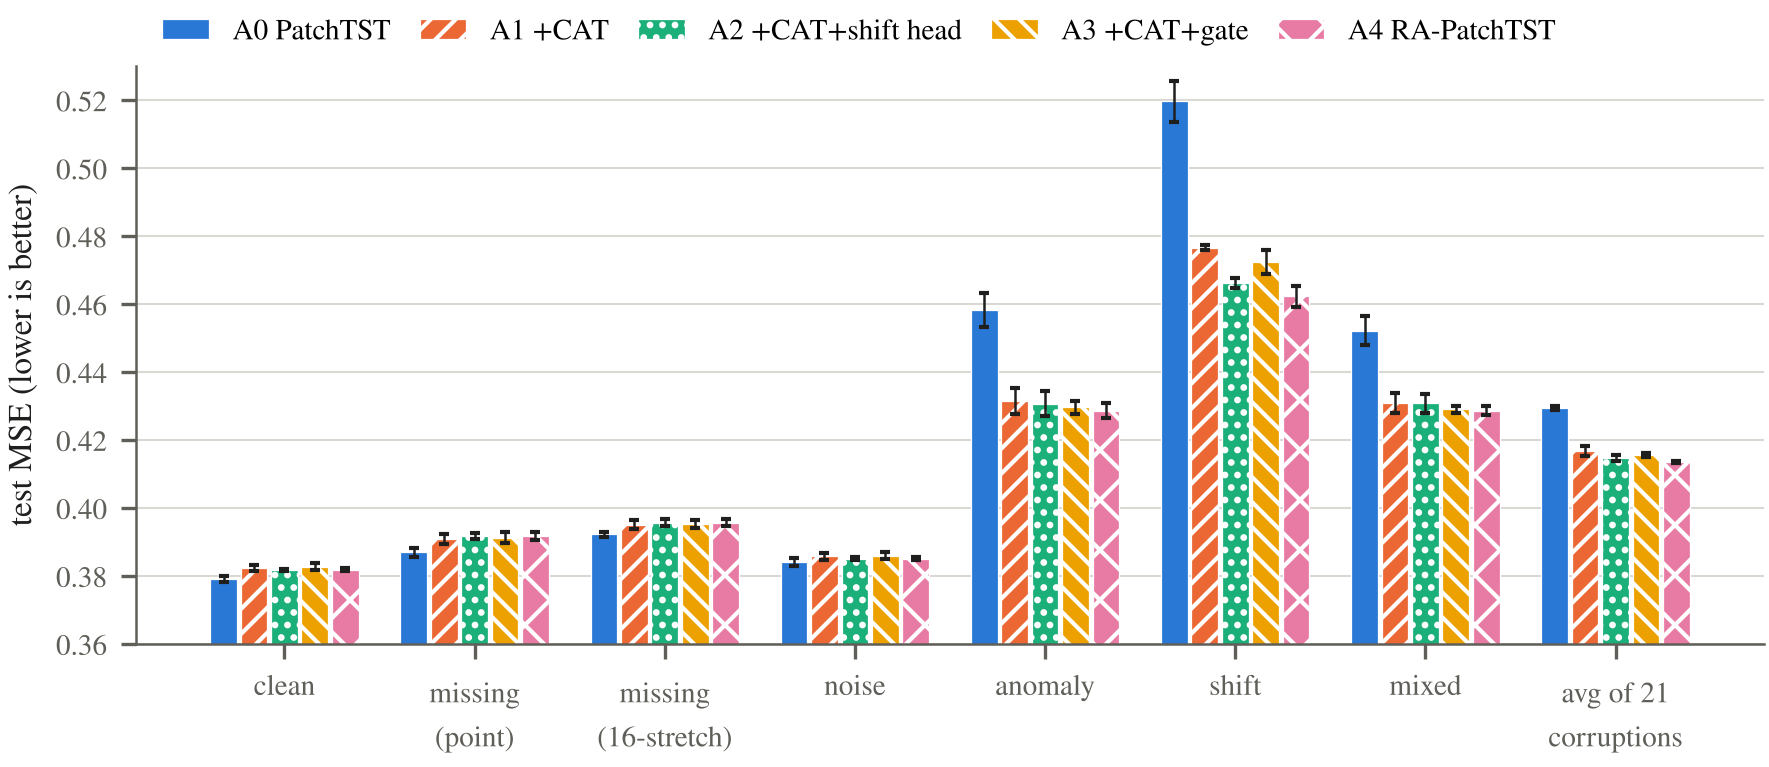 A0 PatchTST A1 +CAT A2 +CAT+shift head A3 +CAT+gate A4 RA-PatchTST
test MSE (lower is better)
0.52
0.50
0.48
0.46
0.44
0.42
0.40
0.38
0.36
clean missing missing noise anomaly shift mixed avg of 21
(point) (16-stretch) corruptions